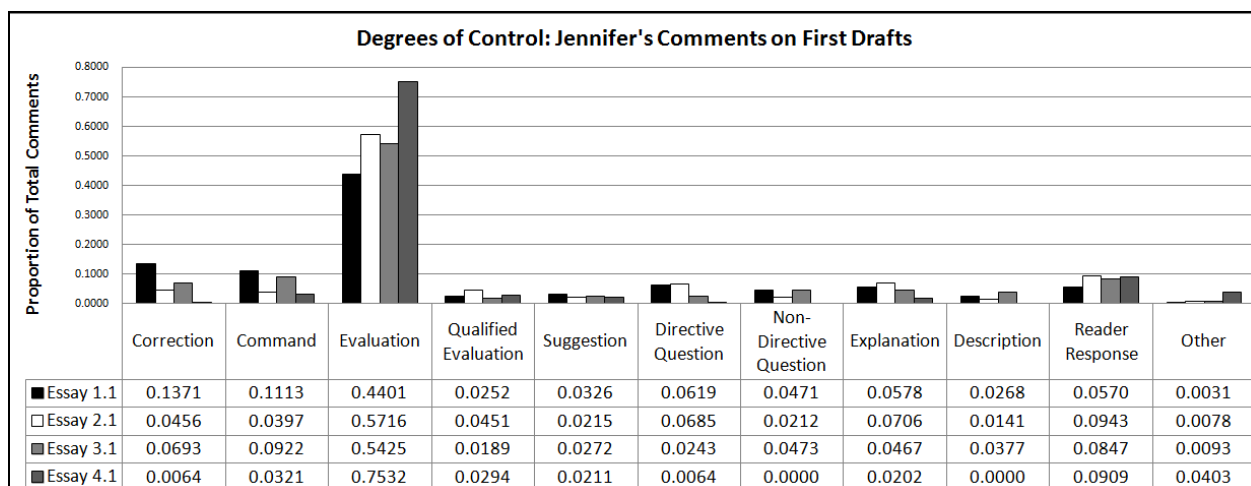 Degrees of Control: Jennifer's Comments on First Drafts
Proportion of Total Comments
0.8000
0.7000
0.6000
0.5000
0.4000
0.3000
0.2000
0.1000
0.0000
Correction Command Evaluation Qualified Evaluation Suggestion Directive Question Non-Directive Question Explanation Description Reader Response Other
Essay 1.1 0.1371 0.1113 0.4401 0.0252 0.0326 0.0619 0.0471 0.0578 0.0268 0.0570 0.0031
Essay 2.1 0.0456 0.0397 0.5716 0.0451 0.0215 0.0685 0.0212 0.0706 0.0141 0.0943 0.0078
Essay 3.1 0.0693 0.0922 0.5425 0.0189 0.0272 0.0243 0.0473 0.0467 0.0377 0.0847 0.0093
Essay 4.1 0.0064 0.0321 0.7532 0.0294 0.0211 0.0064 0.0000 0.0202 0.0000 0.0909 0.0403